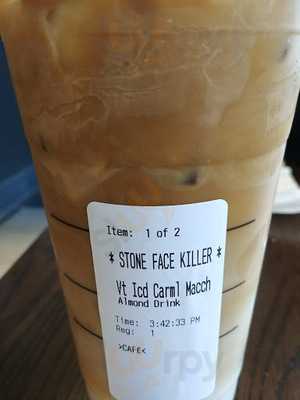 Item: 1 of 2
* STONE FACE KILLER *
Vt Icd Carml Macch
Almond Drink
Time: 3:42:33 PM
Reg: 1
>CAFE<